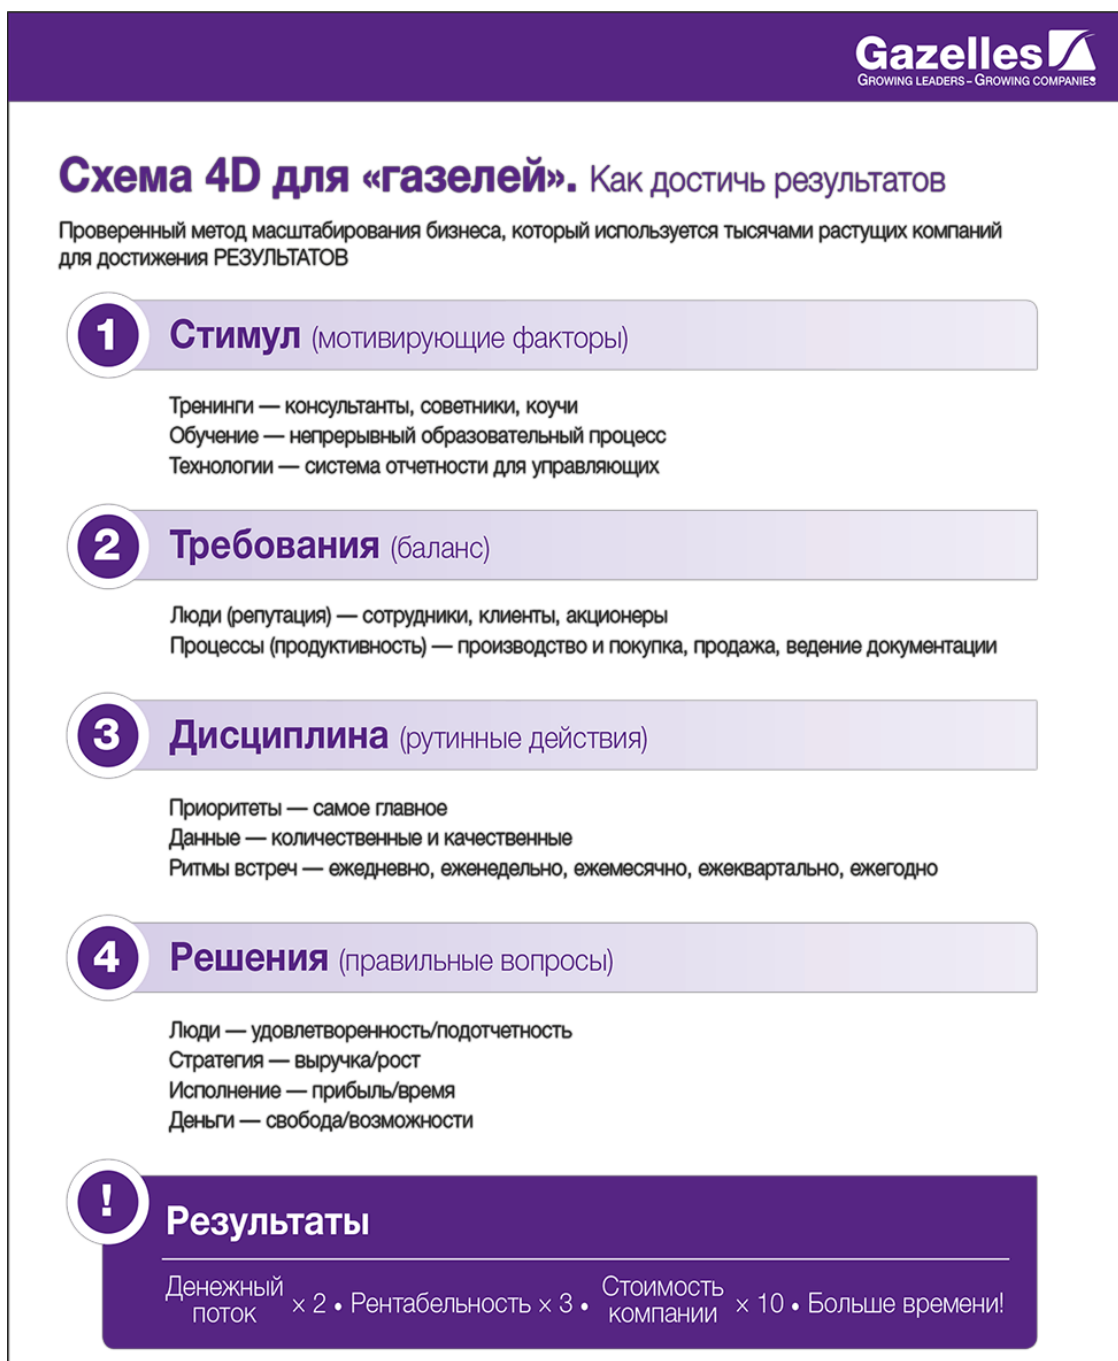 Gazelles
GROWING LEADERS – GROWING COMPANIES
Схема 4D для «газелей». Как достичь результатов
Проверенный метод масштабирования бизнеса, который используется тысячами растущих компаний
для достижения РЕЗУЛЬТАТОВ
1 Стимул (мотивирующие факторы)
Тренинги — консультанты, советники, коучи
Обучение — непрерывный образовательный процесс
Технологии — система отчетности для управляющих
2 Требования (баланс)
Люди (репутация) — сотрудники, клиенты, акционеры
Процессы (продуктивность) — производство и покупка, продажа, ведение документации
3 Дисциплина (рутинные действия)
Приоритеты — самое главное
Данные — количественные и качественные
Ритмы встреч — ежедневно, еженедельно, ежемесячно, ежеквартально, ежегодно
4 Решения (правильные вопросы)
Люди — удовлетворенность/подотчетность
Стратегия — выручка/рост
Исполнение — прибыль/время
Деньги — свобода/возможности
! Результаты
Денежный поток × 2 • Рентабельность × 3 • Стоимость компании × 10 • Больше времени!